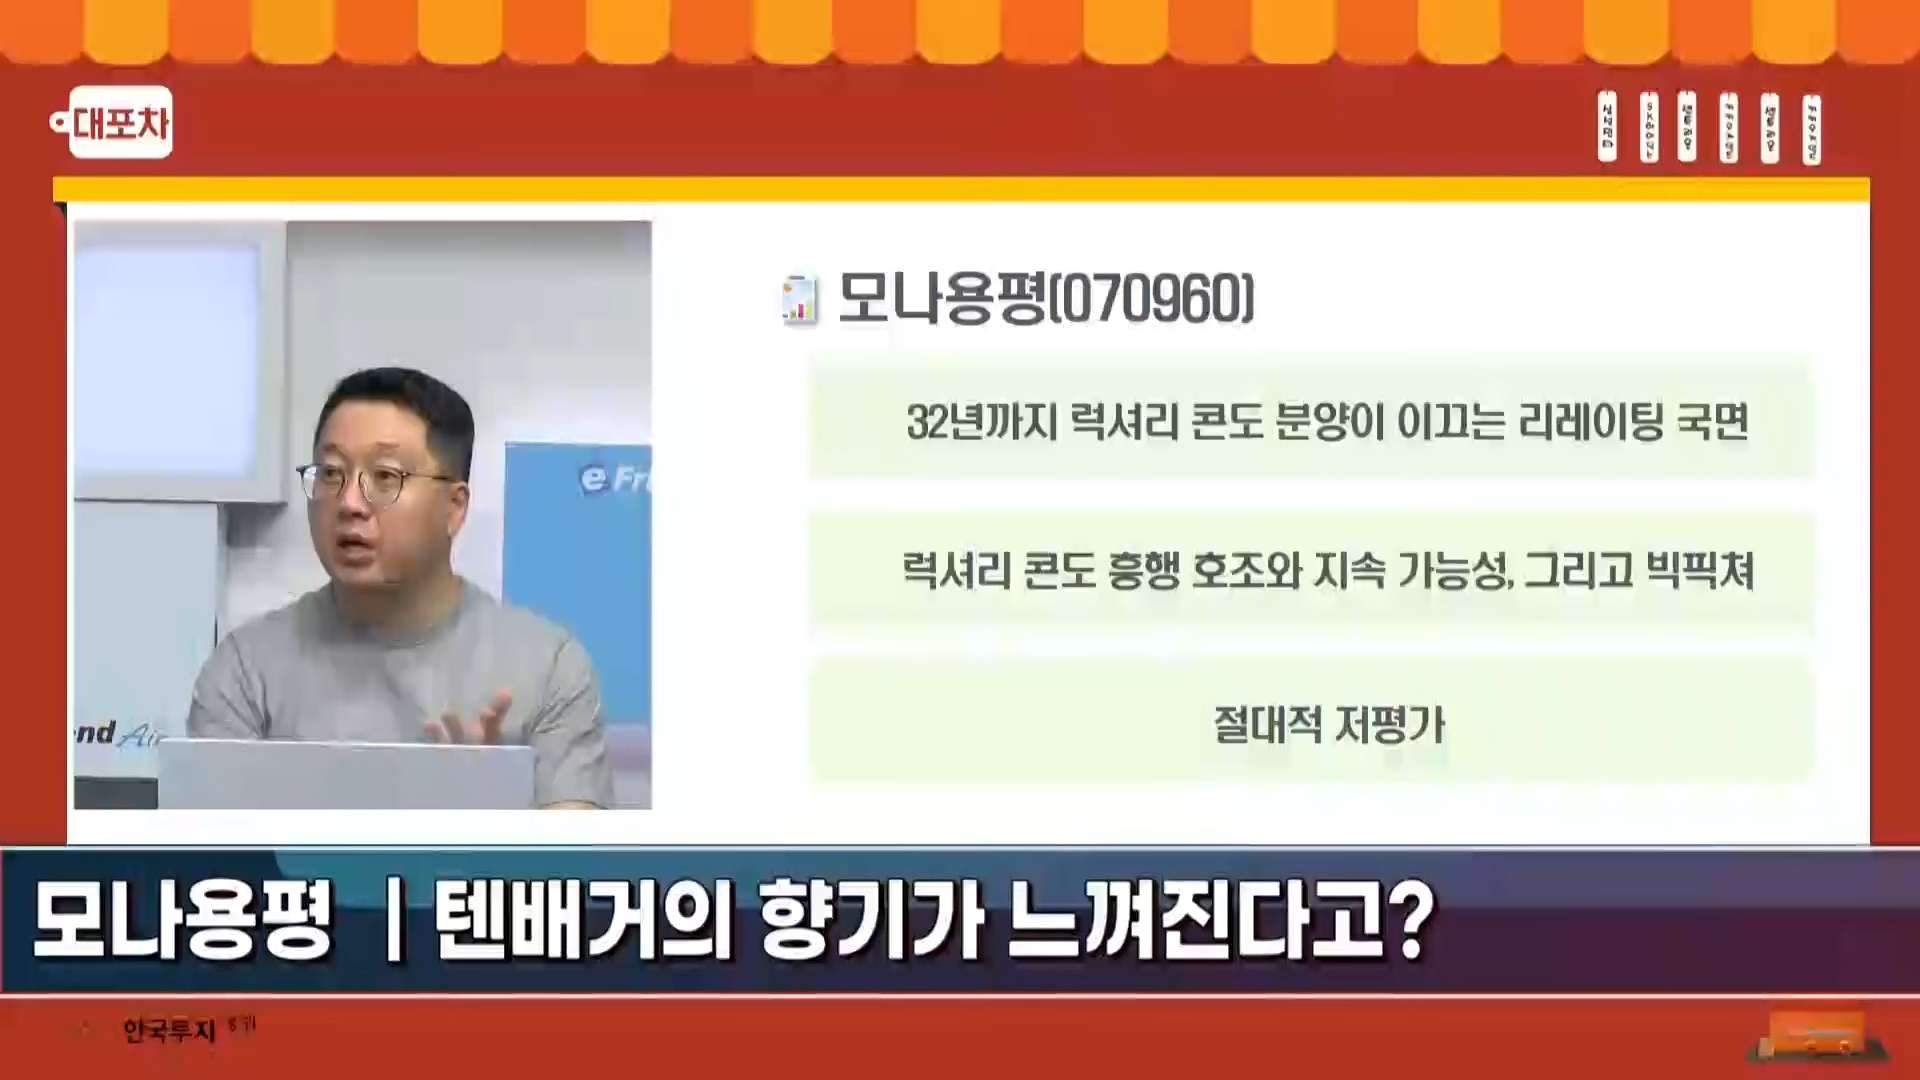 대포차
모나용평(070960)
32년까지 럭셔리 콘도 분양이 이끄는 리레이팅 국면
럭셔리 콘도 흥행 호조와 지속 가능성, 그리고 빅픽쳐
절대적 저평가
e Fri
end Air
모나용평 | 텐배거의 향기가 느껴진다고?
한국투자